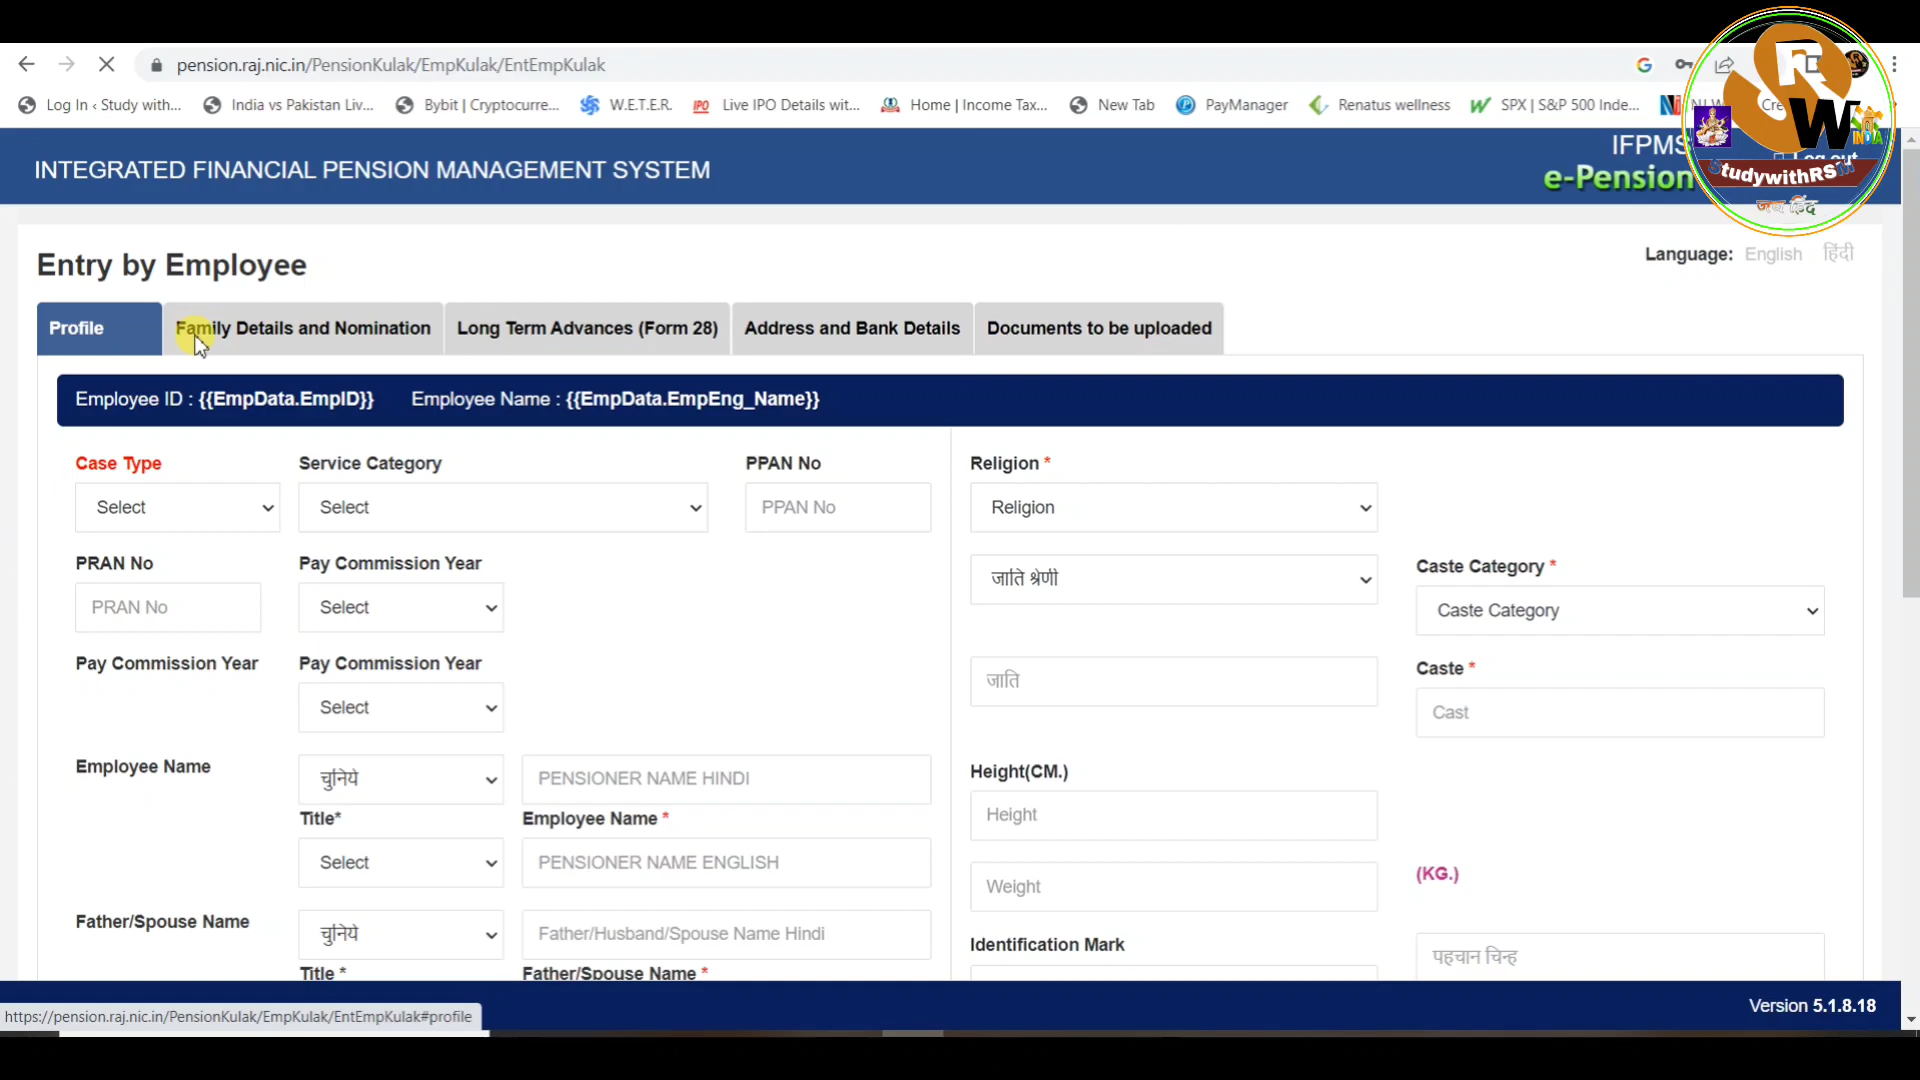 pension.raj.nic.in/PensionKulak/EmpKulak/EntEmpKulak
Log In ‹ Study with... India vs Pakistan Liv... Bybit | Cryptocurre... W.E.T.E.R. IPO Live IPO Details wit... Home | Income Tax... New Tab PayManager Renatus wellness SPX | S&P 500 Inde...
INTEGRATED FINANCIAL PENSION MANAGEMENT SYSTEM
IFPMS
e-Pension
Log out
RSW
INDIA
StudywithRSM
जय हिंद
Entry by Employee
Language: English हिंदी
Profile Family Details and Nomination Long Term Advances (Form 28) Address and Bank Details Documents to be uploaded
Employee ID : {{EmpData.EmpID}} Employee Name : {{EmpData.EmpEng_Name}}
Case Type Service Category PPAN No Religion *
Select Select PPAN No Religion
PRAN No Pay Commission Year
जाति श्रेणी Caste Category *
PRAN No Select Caste Category
Pay Commission Year Pay Commission Year Caste *
जाति
Select Cast
Employee Name चुनिये PENSIONER NAME HINDI Height(CM.)
Title* Employee Name * Height
Select PENSIONER NAME ENGLISH
Weight (KG.)
Father/Spouse Name चुनिये Father/Husband/Spouse Name Hindi Identification Mark पहचान चिन्ह
Title * Father/Spouse Name *
Version 5.1.8.18
https://pension.raj.nic.in/PensionKulak/EmpKulak/EntEmpKulak#profile